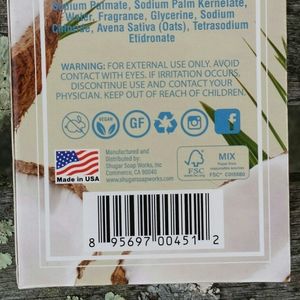 Sodium Palmate, Sodium Palm Kernelate,
Water, Fragrance, Glycerine, Sodium
Avena Sativa (Oats), Tetrasodium
Etidronate
WARNING: FOR EXTERNAL USE ONLY. AVOID
CONTACT WITH EYES. IF IRRITATION OCCURS,
DISCONTINUE USE AND CONTACT YOUR
PHYSICIAN. KEEP OUT OF REACH OF CHILDREN.
VEGAN
GF
f
Made in USA
Manufactured and
Distributed by:
Shugar Soap Works, Inc
Commerce, CA 90040
www.shugarsoapworks.com
FSC
MIX
8 95697 00451 2